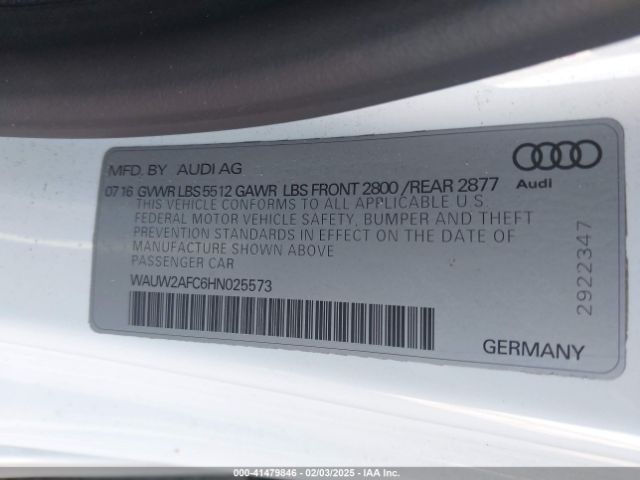 MFD. BY AUDI AG
07 16 GVWR LBS 5512 GAWR LBS FRONT 2800 /REAR 2877
THIS VEHICLE CONFORMS TO ALL APPLICABLE U.S.
FEDERAL MOTOR VEHICLE SAFETY, BUMPER AND THEFT
PREVENTION STANDARDS IN EFFECT ON THE DATE OF
MANUFACTURE SHOWN ABOVE
PASSENGER CAR
WAUW2AFC6HN025573
Audi
2922347
GERMANY
© 41479846 - 02/03/2025 - IAA Inc.